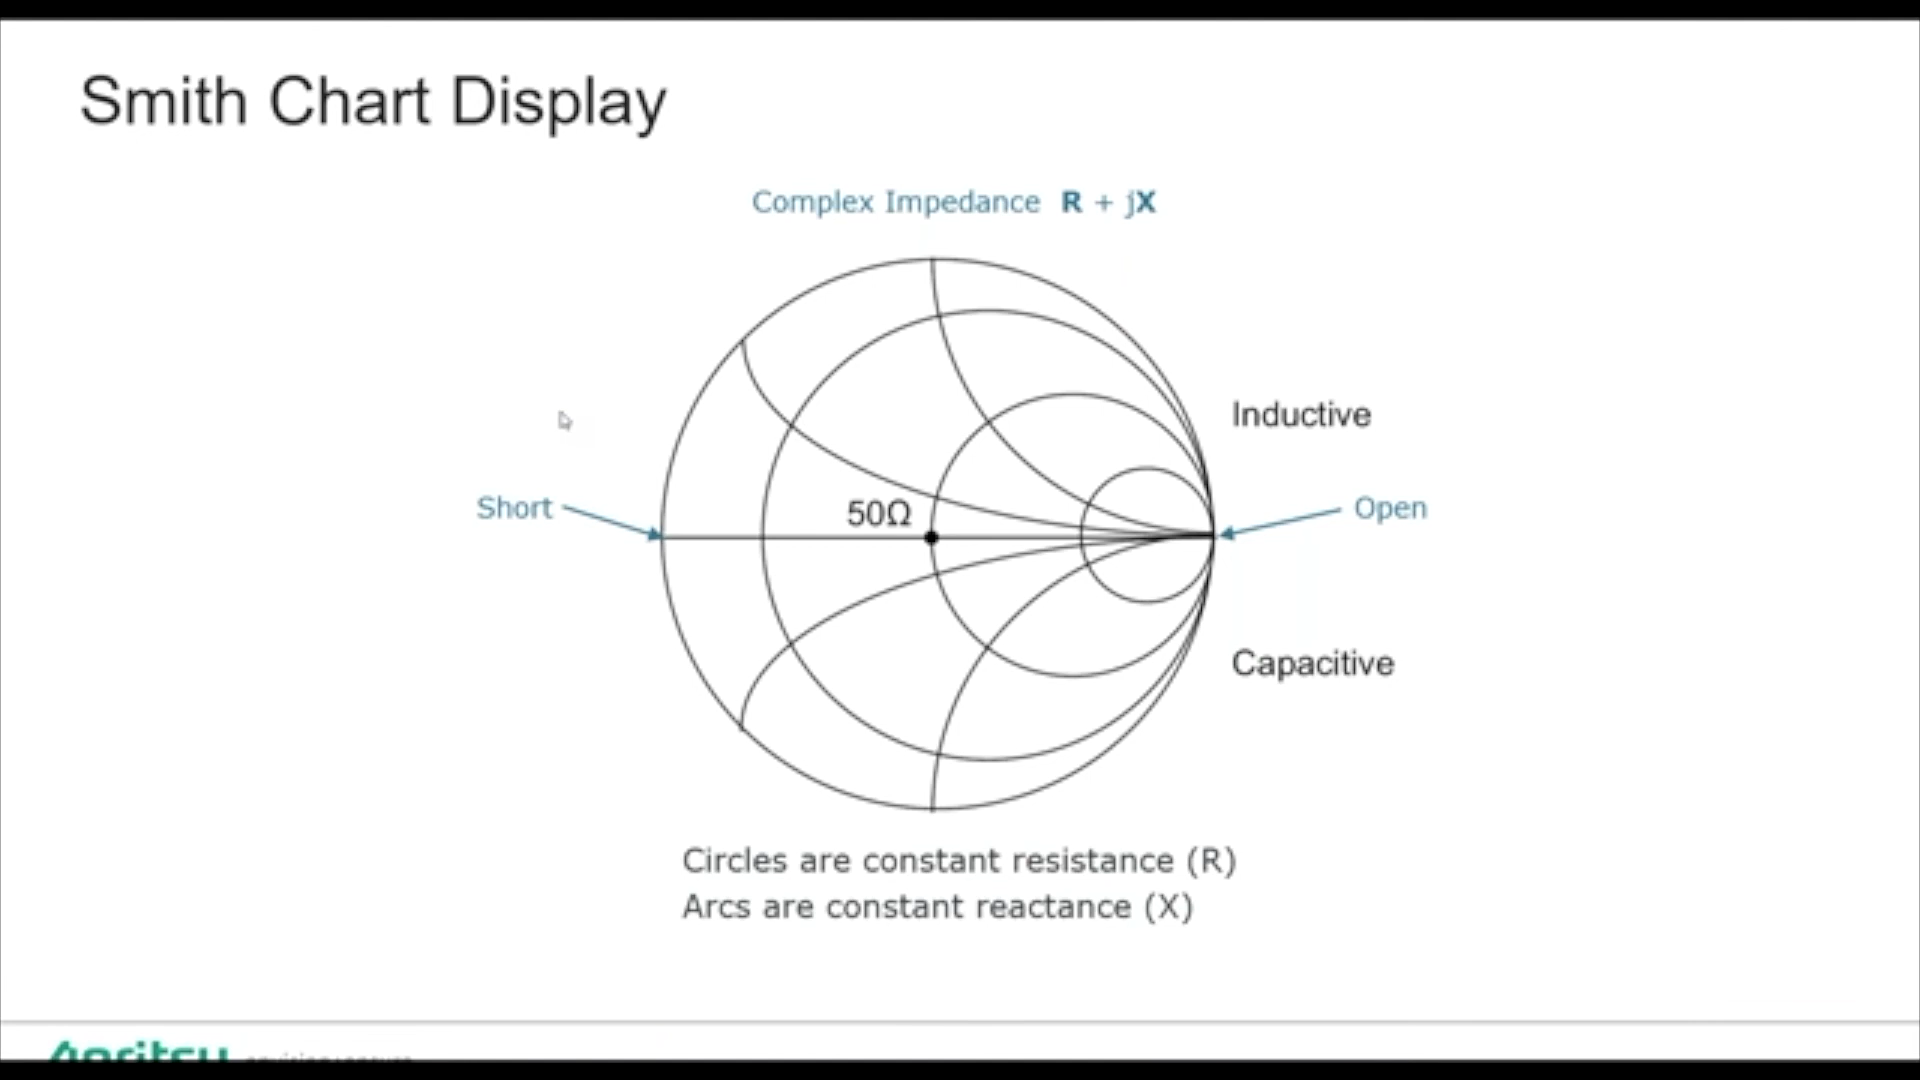 Smith Chart Display
Complex Impedance R + jX
Inductive
Short
50Ω
Open
Capacitive
Circles are constant resistance (R)
Arcs are constant reactance (X)
Anritsu